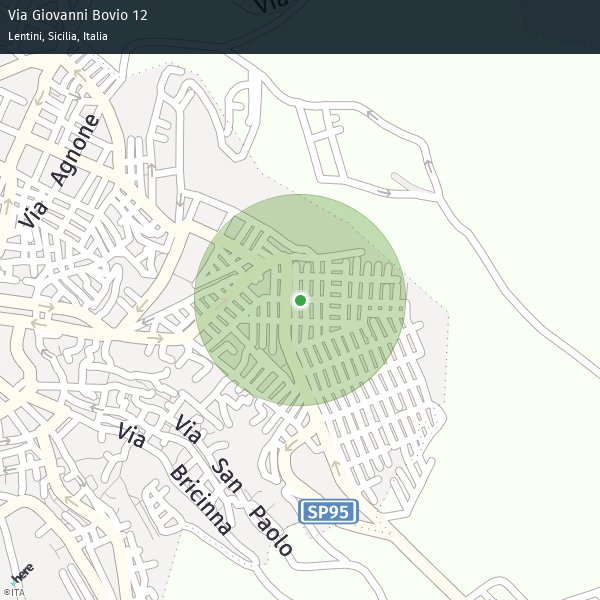 Via Giovanni Bovio 12
Lentini, Sicilia, Italia
Via
Via Agnone
Via San Paolo
Via Bricinna
SP95
here
©ITA